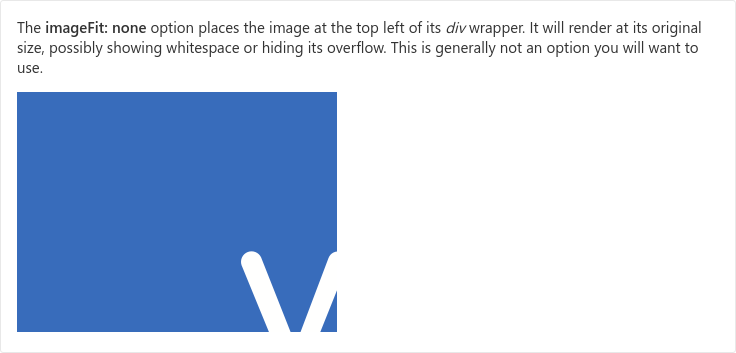 The imageFit: none option places the image at the top left of its div wrapper. It will render at its original
size, possibly showing whitespace or hiding its overflow. This is generally not an option you will want to
use.